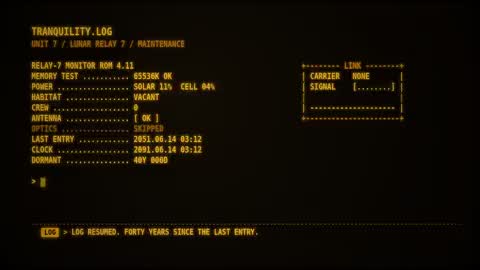 TRANQUILITY.LOG
UNIT 7 / LUNAR RELAY 7 / MAINTENANCE
RELAY-7 MONITOR ROM 4.11
MEMORY TEST ........... 65536K OK
POWER ................. SOLAR 11%  CELL 04%
HABITAT ............... VACANT
CREW .................. 0
ANTENNA ............... [ OK ]
OPTICS ................ SKIPPED
LAST ENTRY ............ 2051.06.14 03:12
CLOCK ................. 2091.06.14 03:12
DORMANT ............... 40Y 000D
>
+-------- LINK --------+
| CARRIER   NONE       |
| SIGNAL    [........] |
| -------------------- |
+----------------------+
LOG > LOG RESUMED. FORTY YEARS SINCE THE LAST ENTRY.